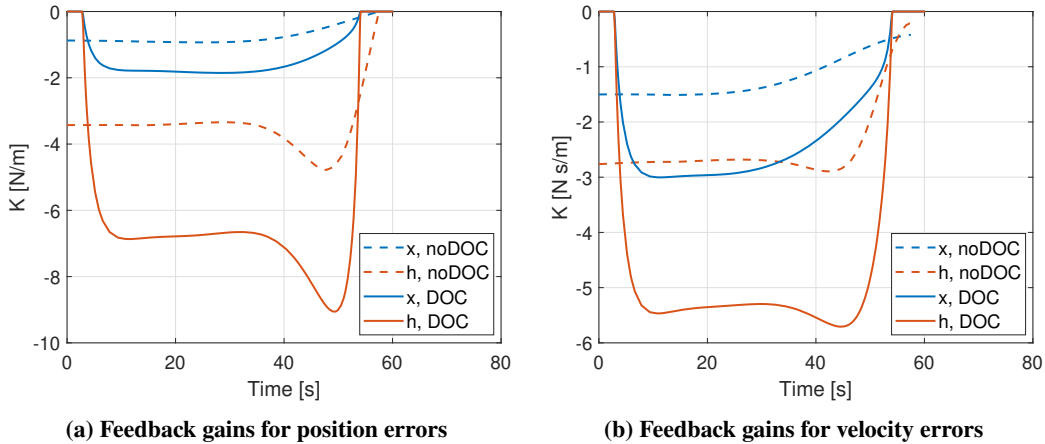 0
-2
-4
-6
-8
-10
K [N/m]
0
20
40
60
80
Time [s]
x, noDOC
h, noDOC
x, DOC
h, DOC
(a) Feedback gains for position errors
0
-1
-2
-3
-4
-5
-6
K [N s/m]
0
20
40
60
80
Time [s]
x, noDOC
h, noDOC
x, DOC
h, DOC
(b) Feedback gains for velocity errors